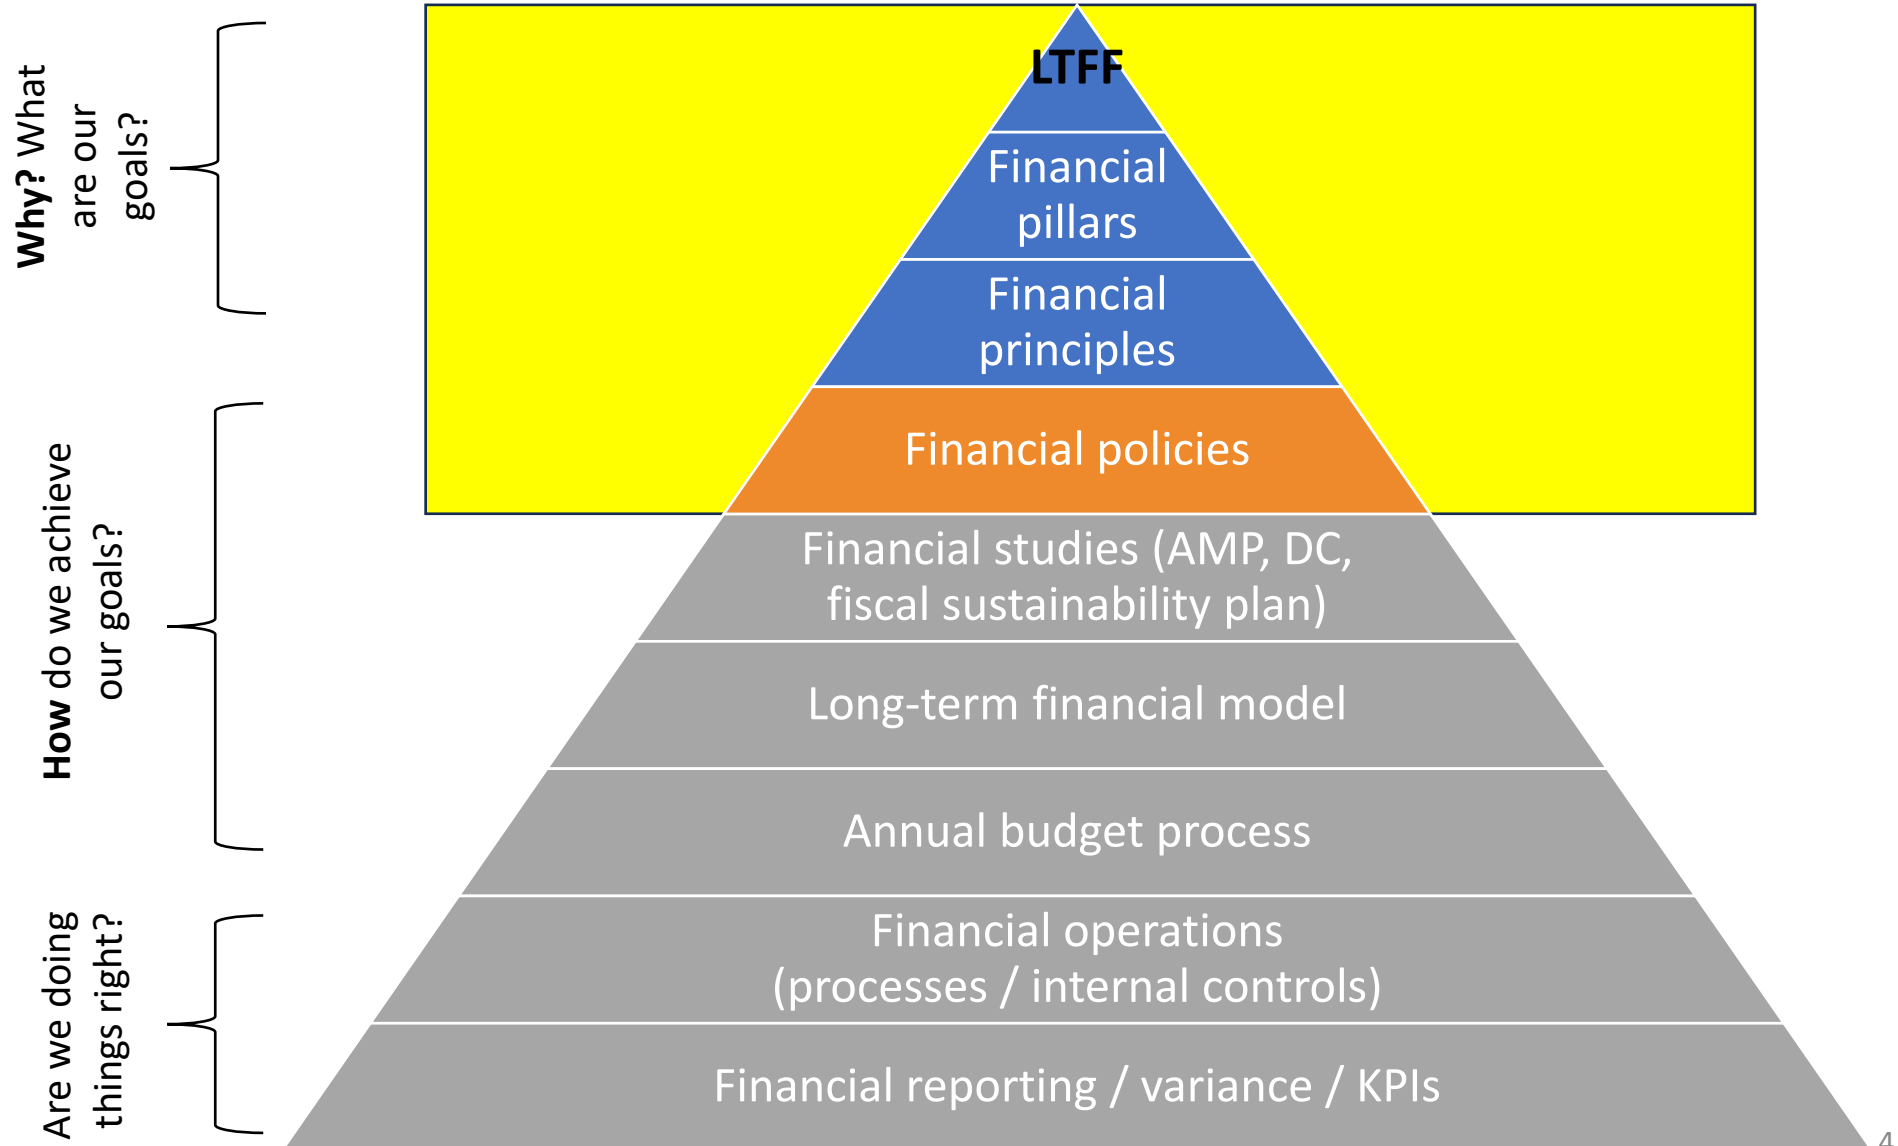 Why? What
are our
goals?
LTFF
Financial
pillars
Financial
principles
How do we achieve
our goals?
Financial policies
Financial studies (AMP, DC,
fiscal sustainability plan)
Long-term financial model
Annual budget process
Are we doing
things right?
Financial operations
(processes / internal controls)
Financial reporting / variance / KPIs
4